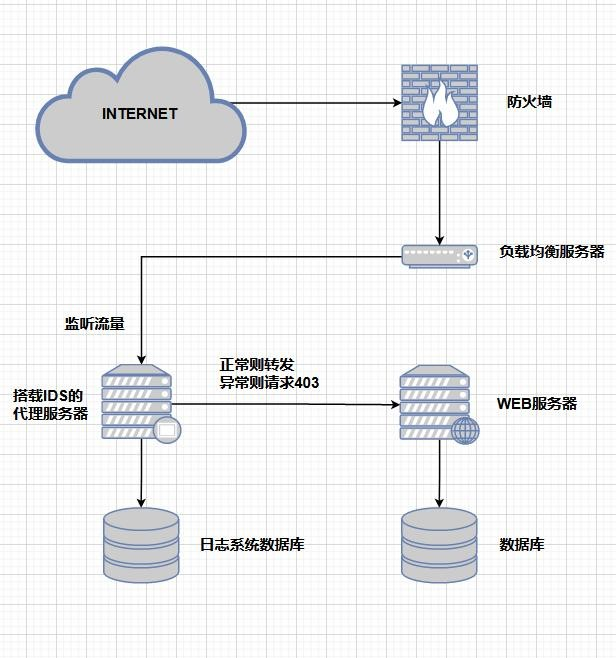 INTERNET
防火墙
负载均衡服务器
监听流量
正常则转发
异常则请求403
搭载IDS的
代理服务器
WEB服务器
日志系统数据库
数据库